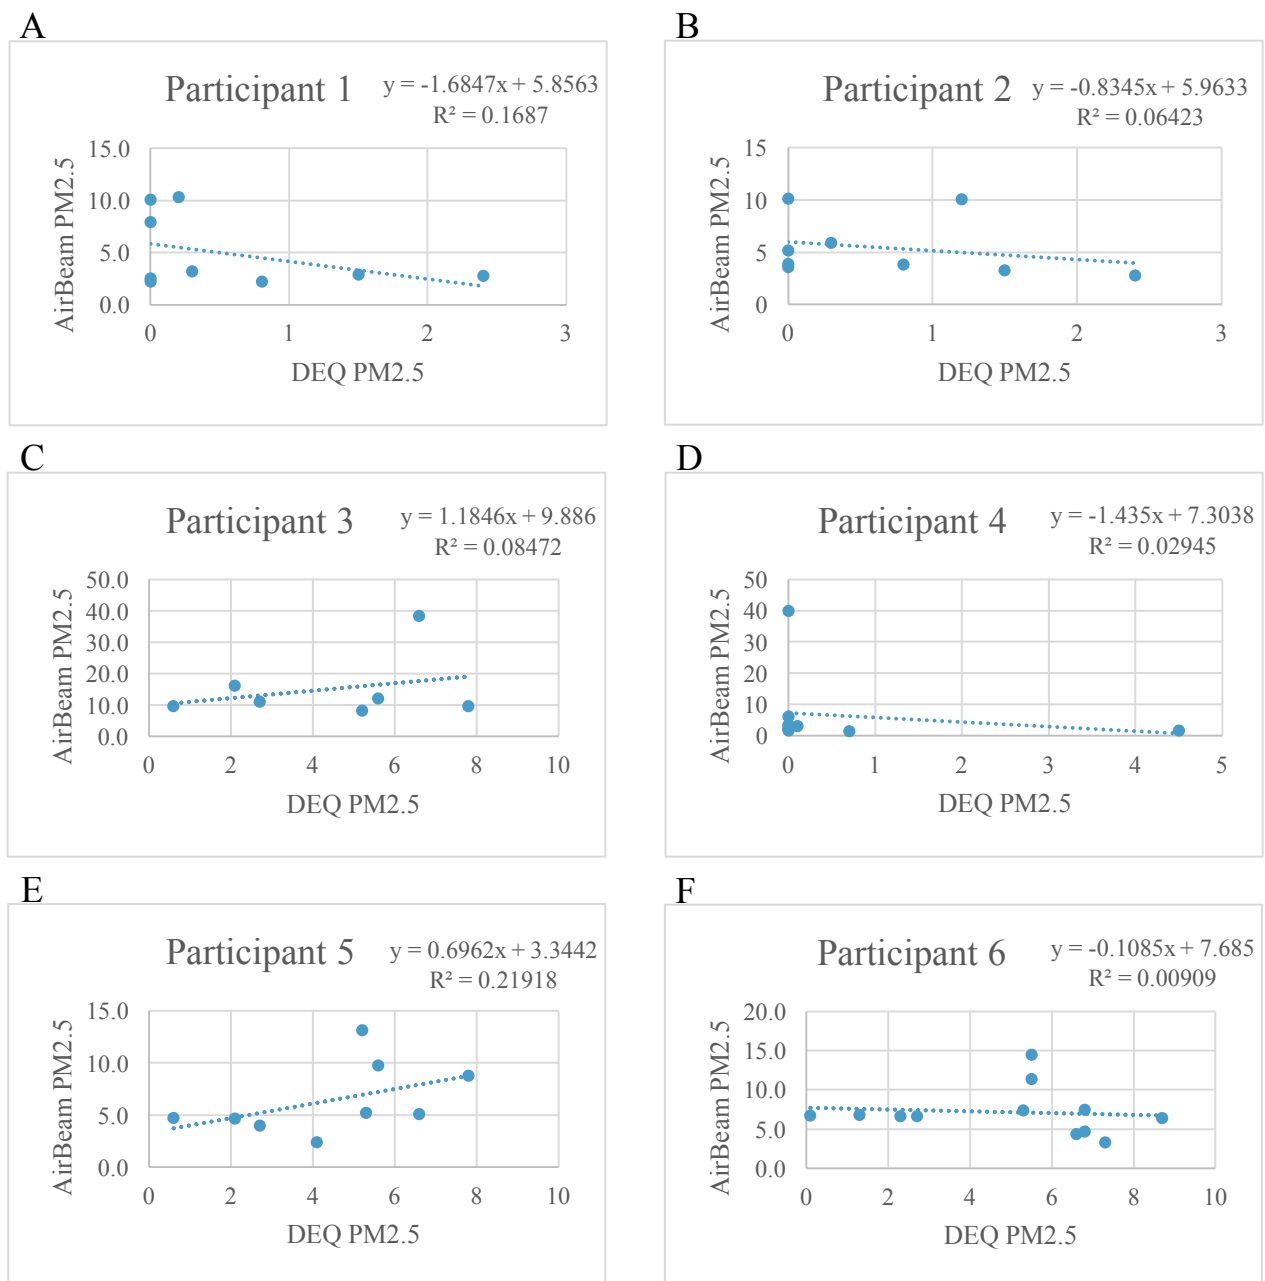 A
Participant 1
y = -1.6847x + 5.8563
R² = 0.1687
AirBeam PM2.5
15.0
10.0
5.0
0.0
0 1 2 3
DEQ PM2.5
B
Participant 2
y = -0.8345x + 5.9633
R² = 0.06423
AirBeam PM2.5
15
10
5
0
0 1 2 3
DEQ PM2.5
C
Participant 3
y = 1.1846x + 9.886
R² = 0.08472
AirBeam PM2.5
50.0
40.0
30.0
20.0
10.0
0.0
0 2 4 6 8 10
DEQ PM2.5
D
Participant 4
y = -1.435x + 7.3038
R² = 0.02945
AirBeam PM2.5
50
40
30
20
10
0
0 1 2 3 4 5
DEQ PM2.5
E
Participant 5
y = 0.6962x + 3.3442
R² = 0.21918
AirBeam PM2.5
15.0
10.0
5.0
0.0
0 2 4 6 8 10
DEQ PM2.5
F
Participant 6
y = -0.1085x + 7.685
R² = 0.00909
AirBeam PM2.5
20.0
15.0
10.0
5.0
0.0
0 2 4 6 8 10
DEQ PM2.5